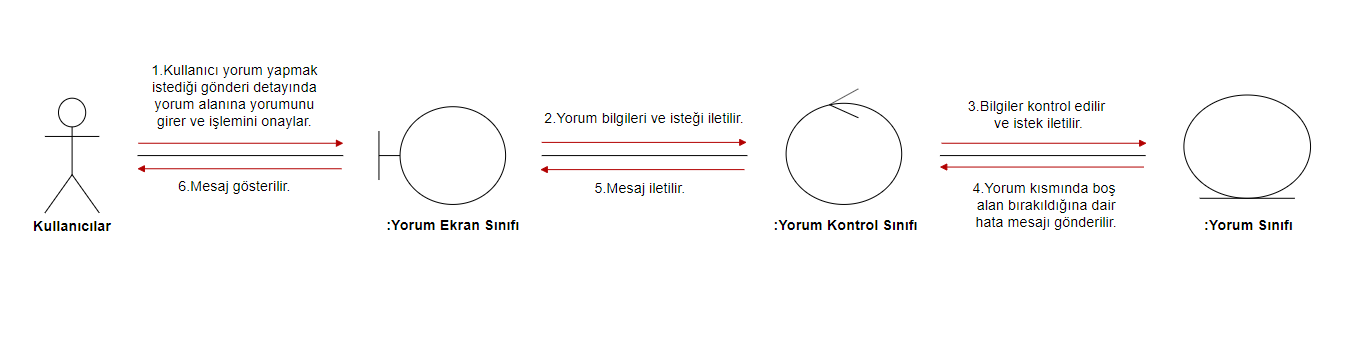 1.Kullanıcı yorum yapmak
istediği gönderi detayında
yorum alanına yorumunu
girer ve işlemini onaylar.
6.Mesaj gösterilir.
Kullanıcılar
2.Yorum bilgileri ve isteği iletilir.
5.Mesaj iletilir.
:Yorum Ekran Sınıfı
3.Bilgiler kontrol edilir
ve istek iletilir.
4.Yorum kısmında boş
alan bırakıldığına dair
hata mesajı gönderilir.
:Yorum Kontrol Sınıfı
:Yorum Sınıfı